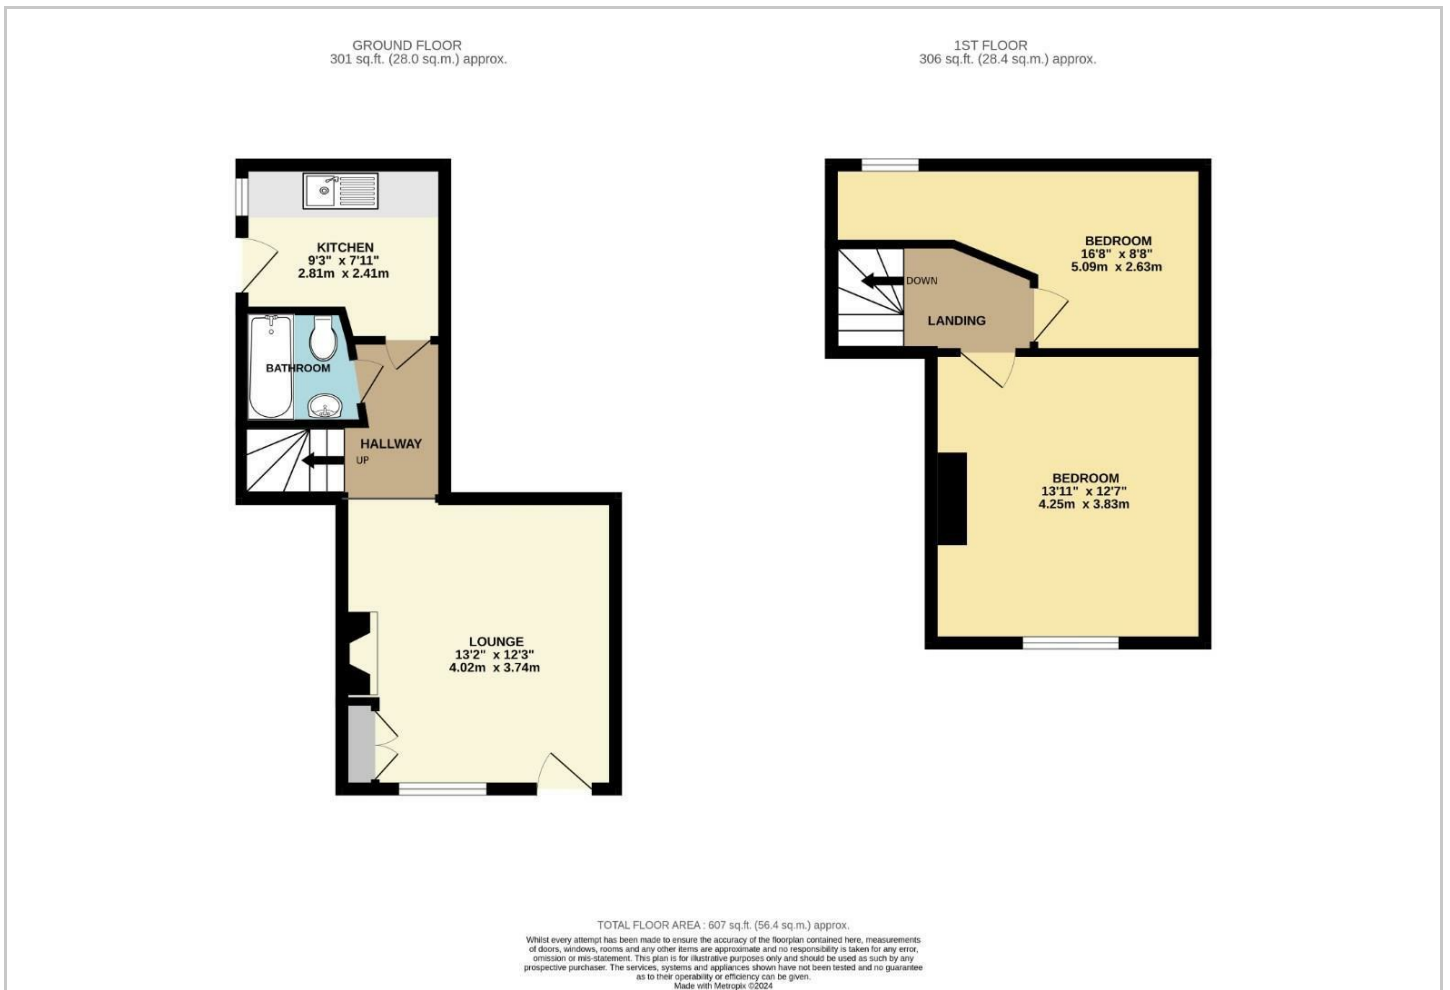 GROUND FLOOR
301 sq.ft. (28.0 sq.m.) approx.
KITCHEN
9'3" x 7'11"
2.81m x 2.41m
BATHROOM
HALLWAY
UP
LOUNGE
13'2" x 12'3"
4.02m x 3.74m
1ST FLOOR
306 sq.ft. (28.4 sq.m.) approx.
BEDROOM
16'8" x 8'8"
5.09m x 2.63m
DOWN
LANDING
BEDROOM
13'11" x 12'7"
4.25m x 3.83m
TOTAL FLOOR AREA : 607 sq.ft. (56.4 sq.m.) approx.
Whilst every attempt has been made to ensure the accuracy of the floorplan contained here, measurements
of doors, windows, rooms and any other items are approximate and no responsibility is taken for any error,
omission or mis-statement. This plan is for illustrative purposes only and should be used as such by any
prospective purchaser. The services, systems and appliances shown have not been tested and no guarantee
as to their operability or efficiency can be given.
Made with Metropix ©2024